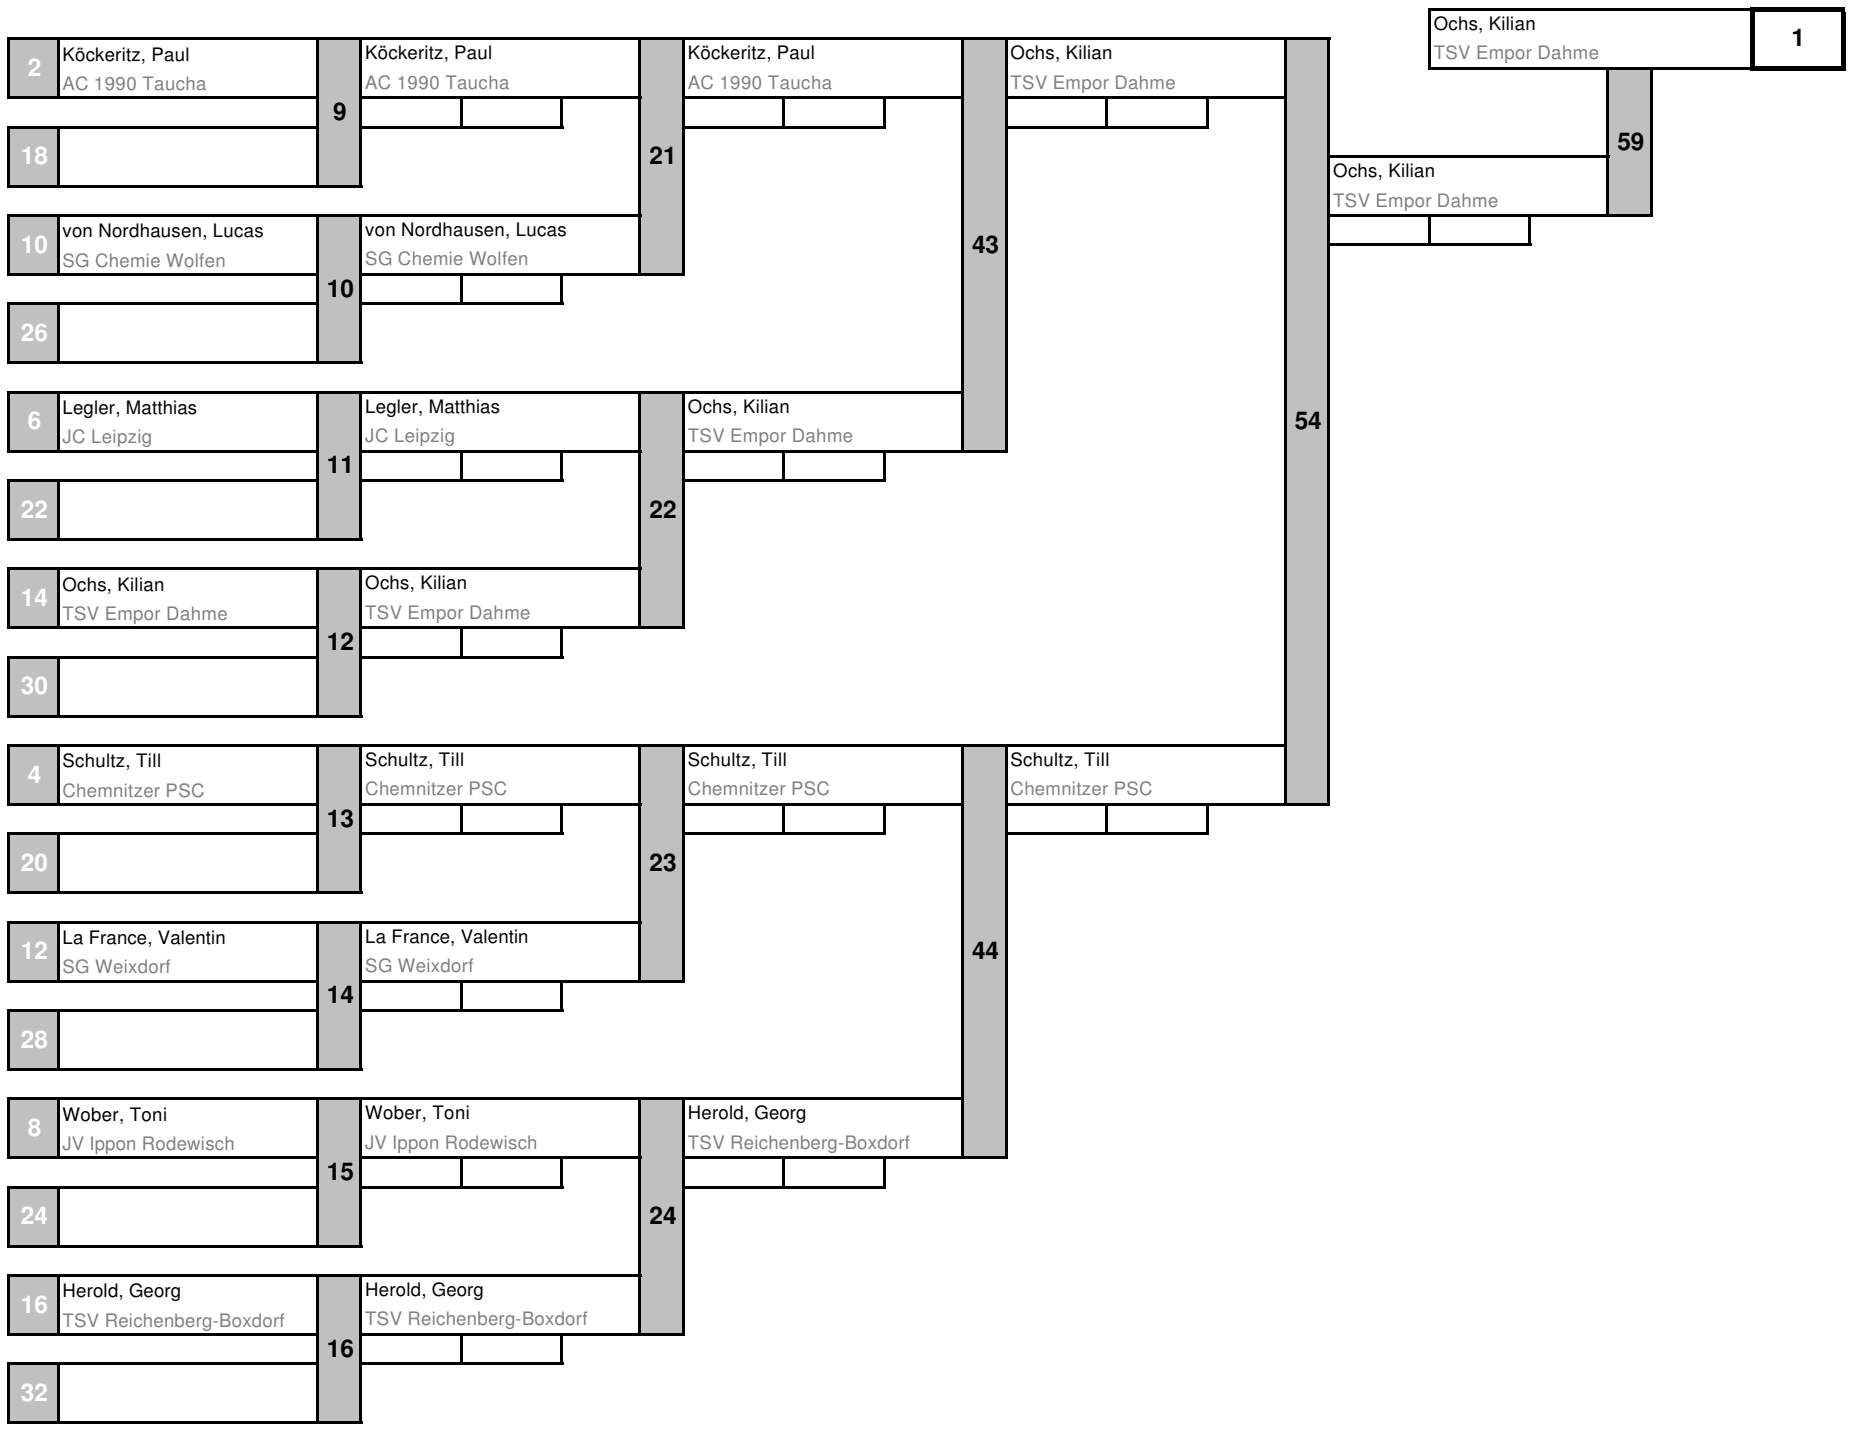 Ochs, Kilian
TSV Empor Dahme
1
2
Köckeritz, Paul
AC 1990 Taucha
9
Köckeritz, Paul
AC 1990 Taucha
21
Köckeritz, Paul
AC 1990 Taucha
43
Ochs, Kilian
TSV Empor Dahme
54
Ochs, Kilian
TSV Empor Dahme
59
18
10
von Nordhausen, Lucas
SG Chemie Wolfen
10
von Nordhausen, Lucas
SG Chemie Wolfen
26
6
Legler, Matthias
JC Leipzig
11
Legler, Matthias
JC Leipzig
22
Ochs, Kilian
TSV Empor Dahme
22
14
Ochs, Kilian
TSV Empor Dahme
12
Ochs, Kilian
TSV Empor Dahme
30
4
Schultz, Till
Chemnitzer PSC
13
Schultz, Till
Chemnitzer PSC
23
Schultz, Till
Chemnitzer PSC
44
Schultz, Till
Chemnitzer PSC
20
12
La France, Valentin
SG Weixdorf
14
La France, Valentin
SG Weixdorf
28
8
Wober, Toni
JV Ippon Rodewisch
15
Wober, Toni
JV Ippon Rodewisch
24
Herold, Georg
TSV Reichenberg-Boxdorf
24
16
Herold, Georg
TSV Reichenberg-Boxdorf
16
Herold, Georg
TSV Reichenberg-Boxdorf
32